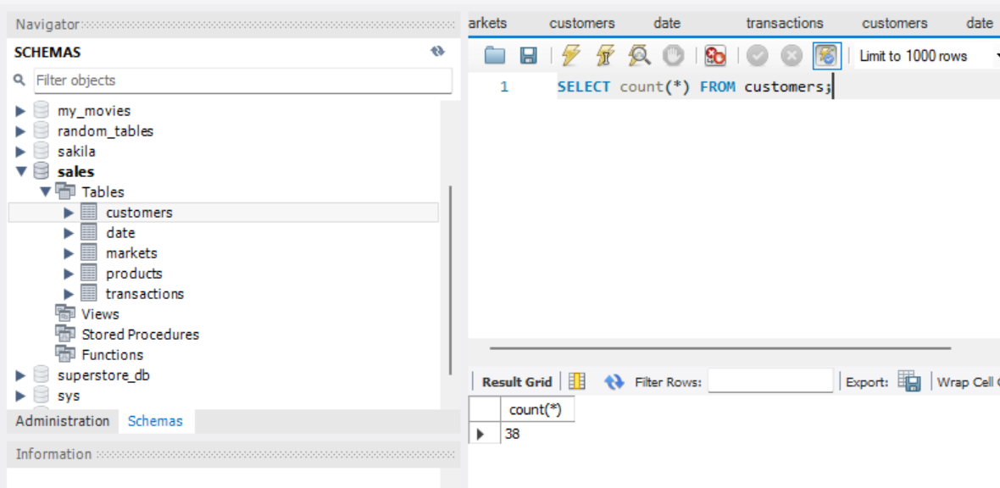 Navigator
SCHEMAS
Filter objects
my_movies
random_tables
sakila
sales
Tables
customers
date
markets
products
transactions
Views
Stored Procedures
Functions
superstore_db
sys
Administration Schemas
Information
arkets customers date transactions customers date
Limit to 1000 rows
1 SELECT count(*) FROM customers;
Result Grid Filter Rows: Export: Wrap Cell
count(*)
38